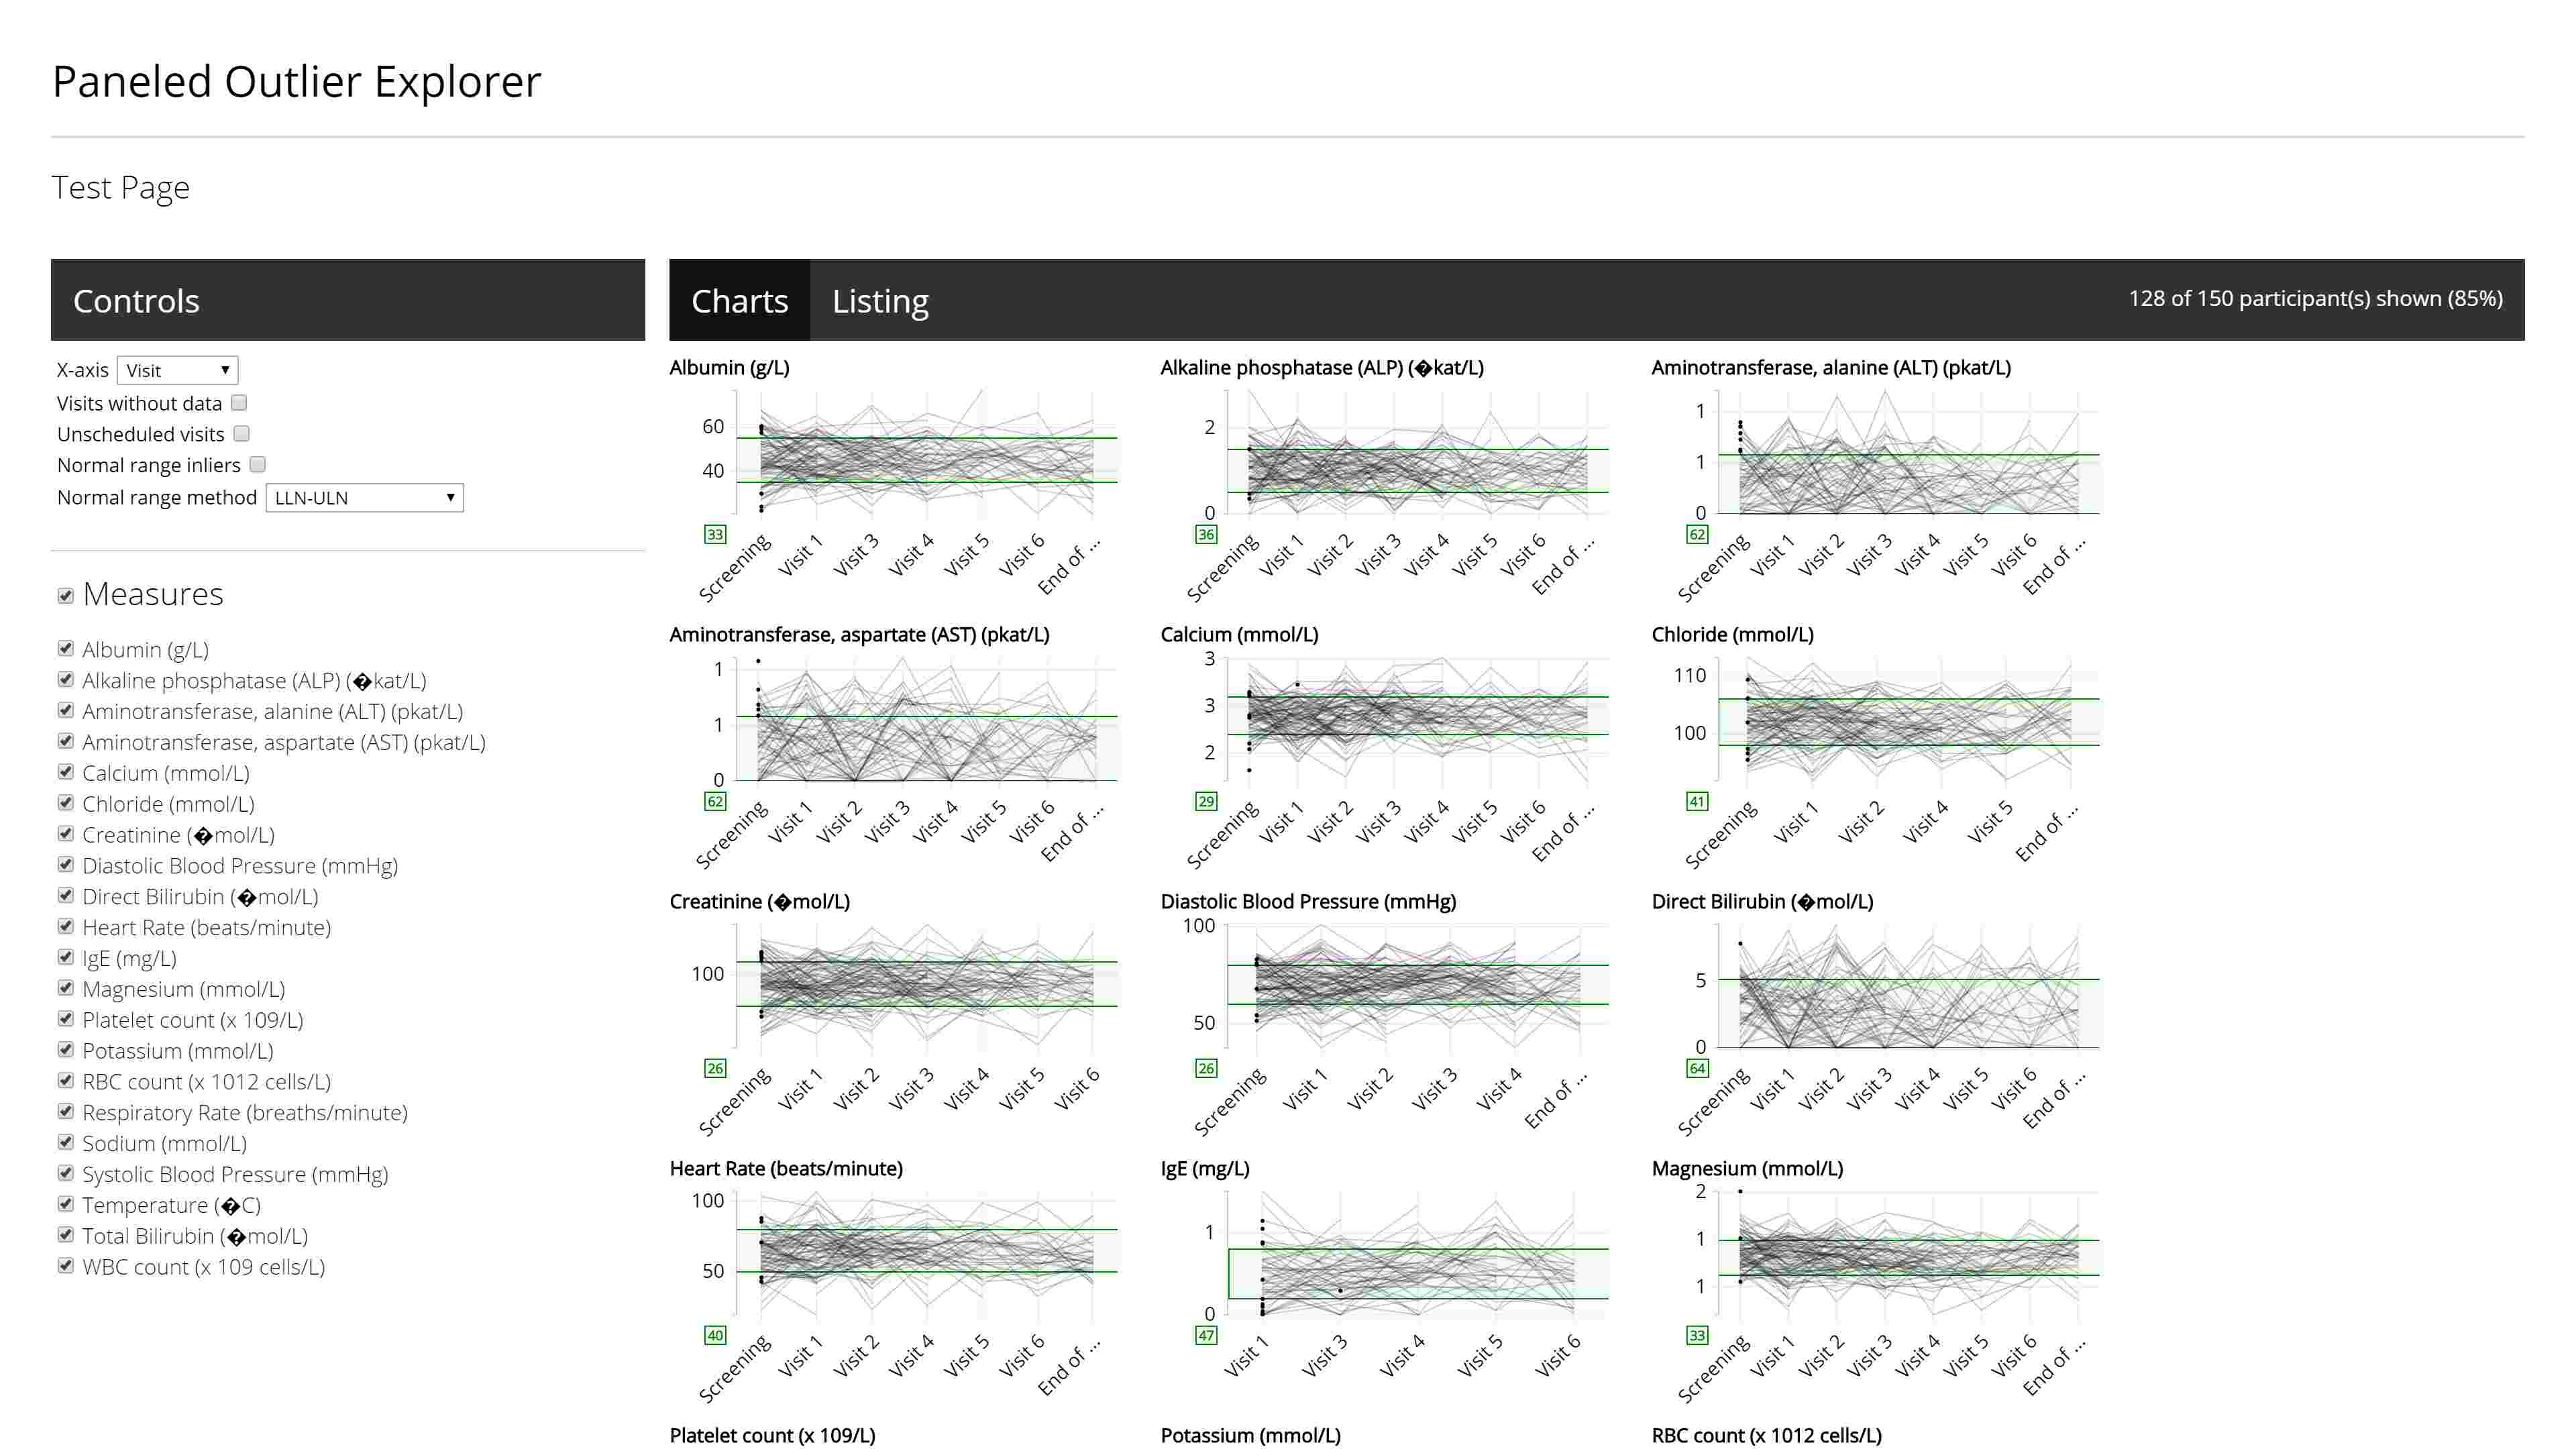 Paneled Outlier Explorer
Test Page
Controls
X-axis Visit
Visits without data
Unscheduled visits
Normal range inliers
Normal range method LLN-ULN
Measures
Albumin (g/L)
Alkaline phosphatase (ALP) (�kat/L)
Aminotransferase, alanine (ALT) (pkat/L)
Aminotransferase, aspartate (AST) (pkat/L)
Calcium (mmol/L)
Chloride (mmol/L)
Creatinine (�mol/L)
Diastolic Blood Pressure (mmHg)
Direct Bilirubin (�mol/L)
Heart Rate (beats/minute)
IgE (mg/L)
Magnesium (mmol/L)
Platelet count (x 109/L)
Potassium (mmol/L)
RBC count (x 1012 cells/L)
Respiratory Rate (breaths/minute)
Sodium (mmol/L)
Systolic Blood Pressure (mmHg)
Temperature (�C)
Total Bilirubin (�mol/L)
WBC count (x 109 cells/L)
Charts Listing 128 of 150 participant(s) shown (85%)
Albumin (g/L)
60
40
33
Screening Visit 1 Visit 3 Visit 4 Visit 5 Visit 6 End of ...
Alkaline phosphatase (ALP) (�kat/L)
2
0
36
Screening Visit 1 Visit 2 Visit 3 Visit 4 Visit 5 Visit 6 End of ...
Aminotransferase, alanine (ALT) (pkat/L)
1
1
0
62
Screening Visit 1 Visit 2 Visit 3 Visit 4 Visit 5 Visit 6 End of ...
Aminotransferase, aspartate (AST) (pkat/L)
1
1
0
62
Screening Visit 1 Visit 2 Visit 3 Visit 4 Visit 5 Visit 6 End of ...
Calcium (mmol/L)
3
3
2
29
Screening Visit 1 Visit 2 Visit 3 Visit 4 Visit 5 Visit 6 End of ...
Chloride (mmol/L)
110
100
41
Screening Visit 1 Visit 2 Visit 4 Visit 5 End of ...
Creatinine (�mol/L)
100
26
Screening Visit 1 Visit 2 Visit 3 Visit 4 Visit 5 Visit 6
Diastolic Blood Pressure (mmHg)
100
50
26
Screening Visit 1 Visit 2 Visit 3 Visit 4 End of ...
Direct Bilirubin (�mol/L)
5
0
64
Screening Visit 1 Visit 2 Visit 3 Visit 4 Visit 5 Visit 6 End of ...
Heart Rate (beats/minute)
100
50
40
Screening Visit 1 Visit 2 Visit 4 Visit 5 Visit 6 End of ...
IgE (mg/L)
1
0
47
Visit 1 Visit 3 Visit 4 Visit 5 Visit 6
Magnesium (mmol/L)
2
1
1
33
Screening Visit 1 Visit 2 Visit 3 Visit 4 Visit 5 Visit 6 End of ...
Platelet count (x 109/L)
Potassium (mmol/L)
RBC count (x 1012 cells/L)